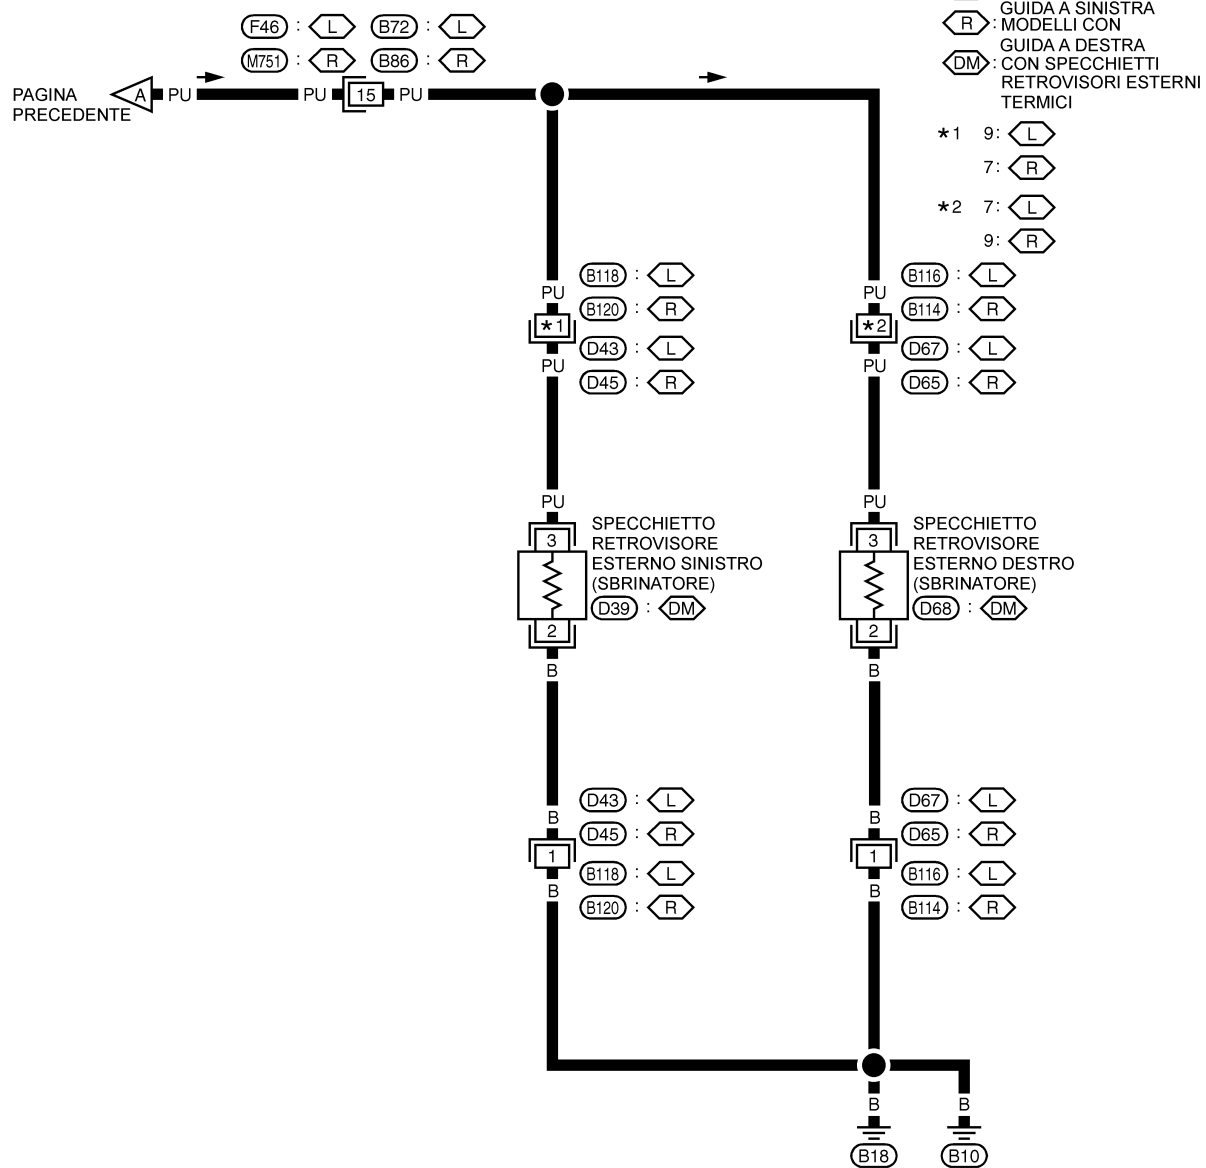 GUIDA A SINISTRA
R : MODELLI CON
GUIDA A DESTRA
DM : CON SPECCHIETTI
RETROVISORI ESTERNI
TERMICI
*1 9: L
7: R
*2 7: L
9: R
F46 : L B72 : L
M751 : R B86 : R
PAGINA
PRECEDENTE
A PU PU 15 PU
PU
B118 : L
B120 : R
*1
D43 : L
D45 : R
PU
PU
B116 : L
B114 : R
*2
D67 : L
D65 : R
PU
PU
3
SPECCHIETTO
RETROVISORE
ESTERNO SINISTRO
(SBRINATORE)
D39 : DM
2
B
PU
3
SPECCHIETTO
RETROVISORE
ESTERNO DESTRO
(SBRINATORE)
D68 : DM
2
B
B
D43 : L
D45 : R
1
B118 : L
B120 : R
B
B
D67 : L
D65 : R
1
B116 : L
B114 : R
B
B B
B18 B10